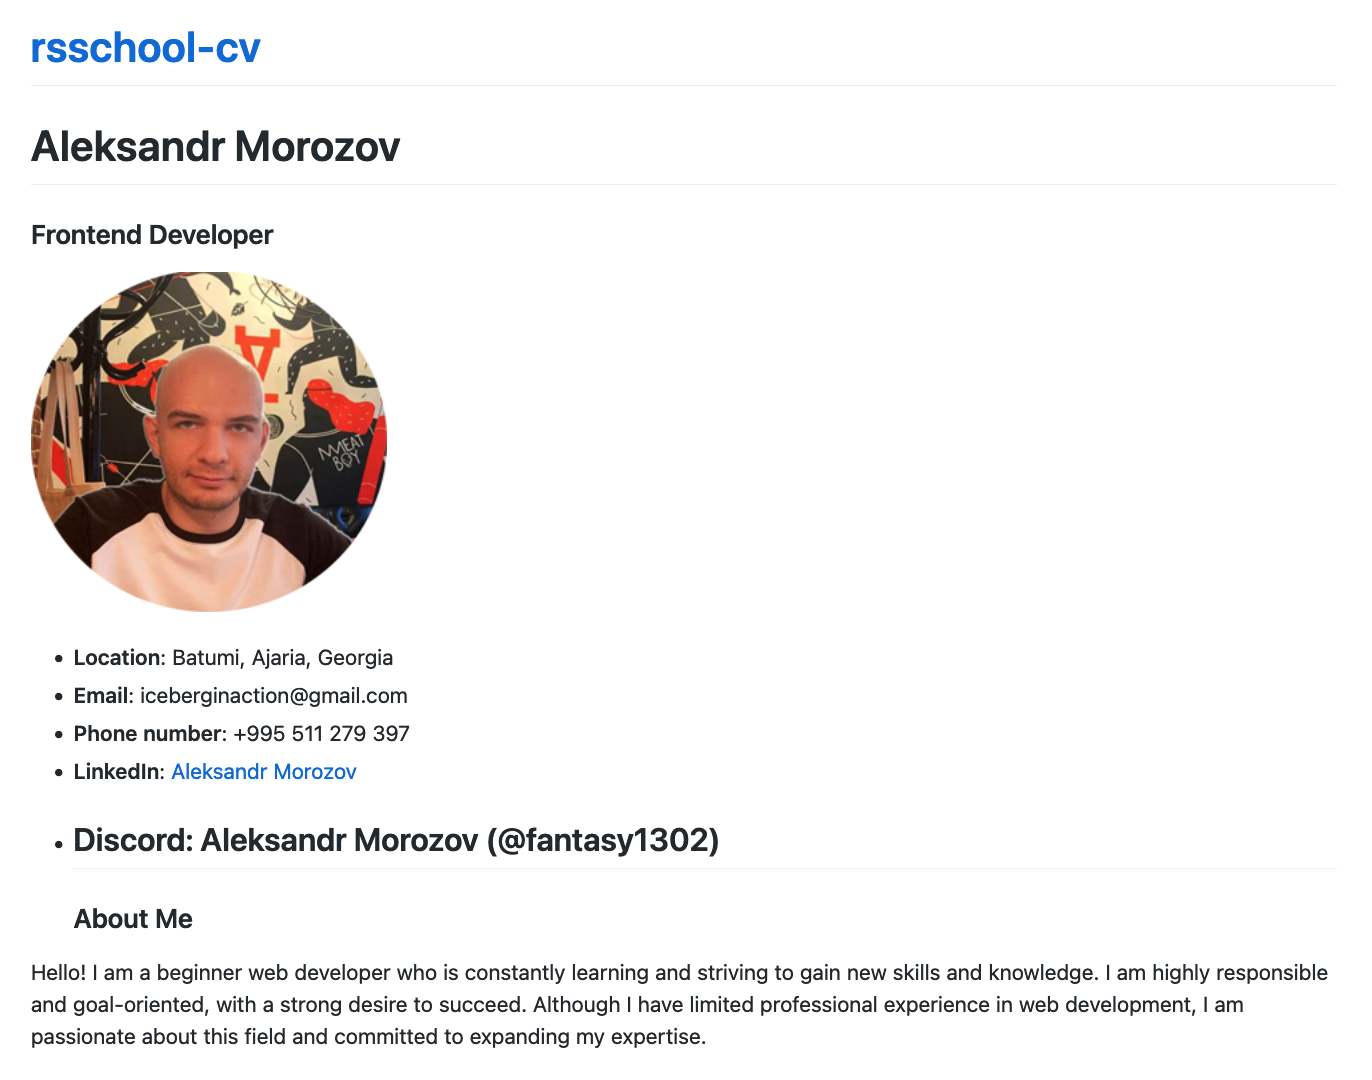 rsschool-cv
Aleksandr Morozov
Frontend Developer
A
MEAT
BOY
Location: Batumi, Ajaria, Georgia
Email: iceberginaction@gmail.com
Phone number: +995 511 279 397
LinkedIn: Aleksandr Morozov
Discord: Aleksandr Morozov (@fantasy1302)
About Me
Hello! I am a beginner web developer who is constantly learning and striving to gain new skills and knowledge. I am highly responsible
and goal-oriented, with a strong desire to succeed. Although I have limited professional experience in web development, I am
passionate about this field and committed to expanding my expertise.